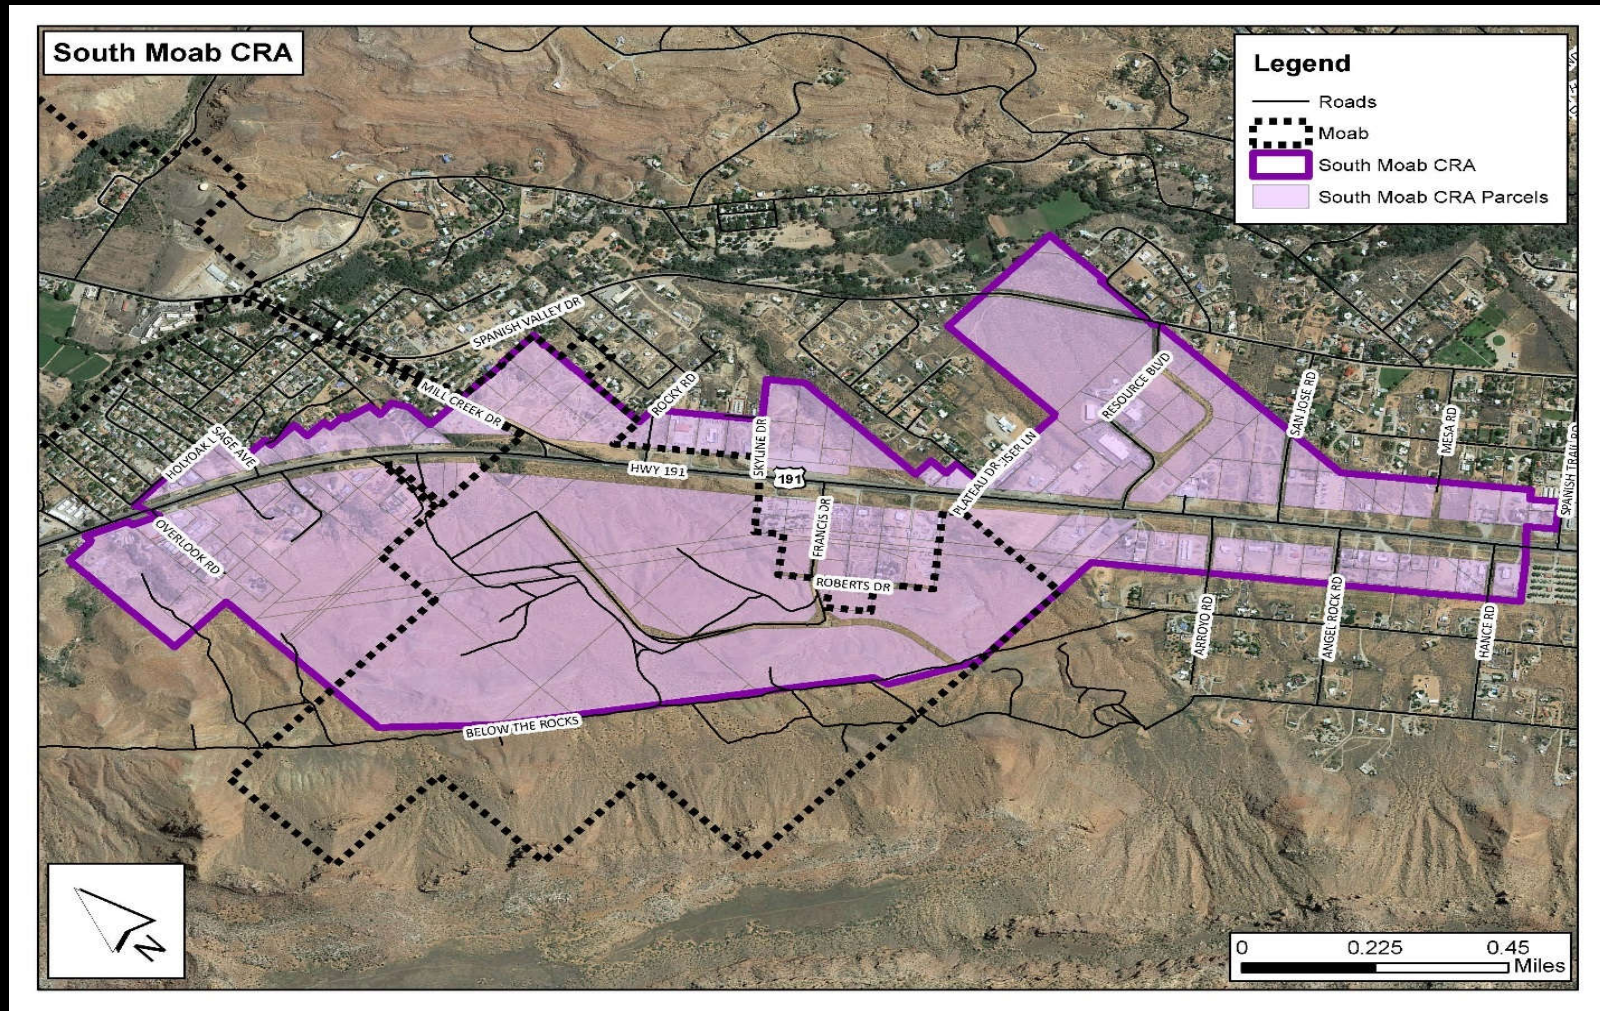 South Moab CRA
Legend
Roads
Moab
South Moab CRA
South Moab CRA Parcels
SPANISH VALLEY DR
MILL CREEK DR
ROCKY RD
RESOURCE BLVD
SAN JOSE RD
MESA RD
SPANISH TRAIL RD
HOLYOAK L
SAGE AVE
SKYLINE DR
HWY 191
191
PLATEAU DR
OVERLOOK RD
FRANCIS DR
ROBERTS DR
ARROYO RD
ANGEL ROCK RD
HANCE RD
BELOW THE ROCKS
N
0 0.225 0.45
Miles